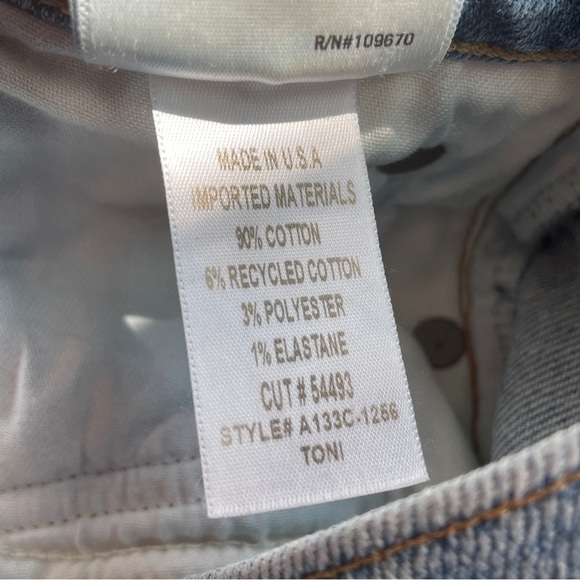 R/N#109670
MADE IN U.S.A
IMPORTED MATERIALS
90% COTTON
6% RECYCLED COTTON
3% POLYESTER
1% ELASTANE
CUT # 54493
STYLE# A133C-1256
TONI